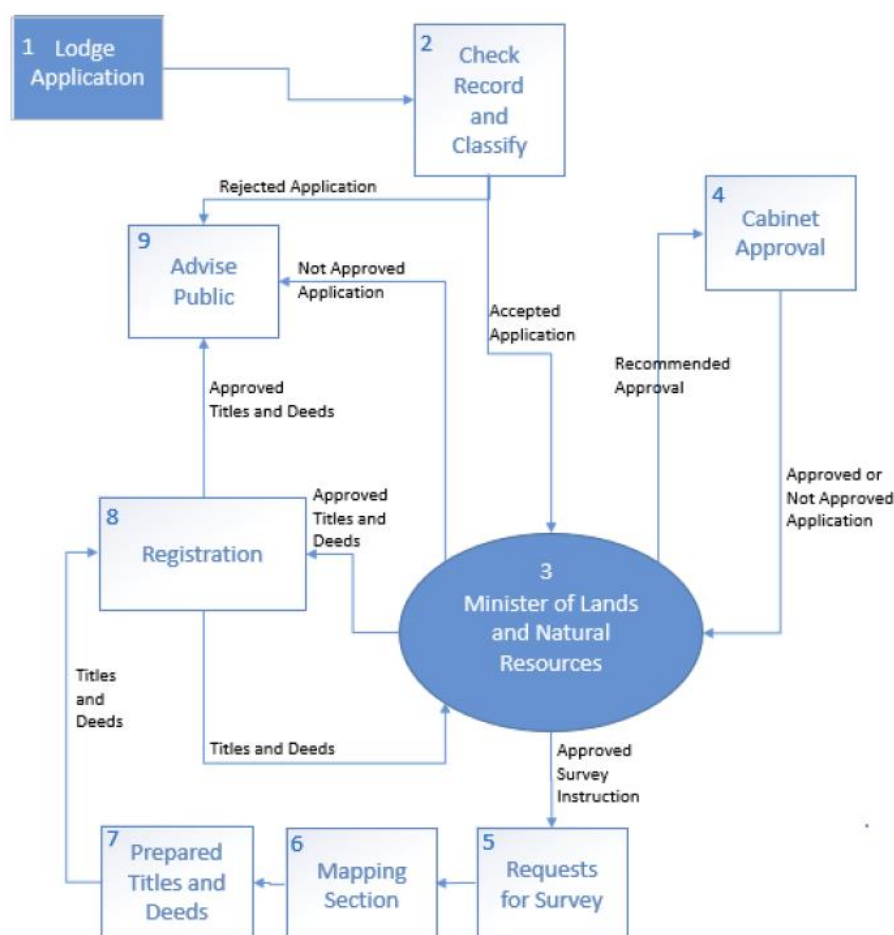 1 Lodge
Application
2 Check
Record
and
Classify
Rejected Application
4 Cabinet
Approval
9 Advise
Public
Not Approved
Application
Accepted
Application
Recommended
Approval
Approved
Titles and Deeds
Approved or
Not Approved
Application
8 Registration
Approved
Titles and
Deeds
3
Minister of Lands
and Natural
Resources
Titles
and
Deeds
Titles and Deeds
Approved
Survey
Instruction
7 Prepared
Titles and
Deeds
6 Mapping
Section
5 Requests
for Survey